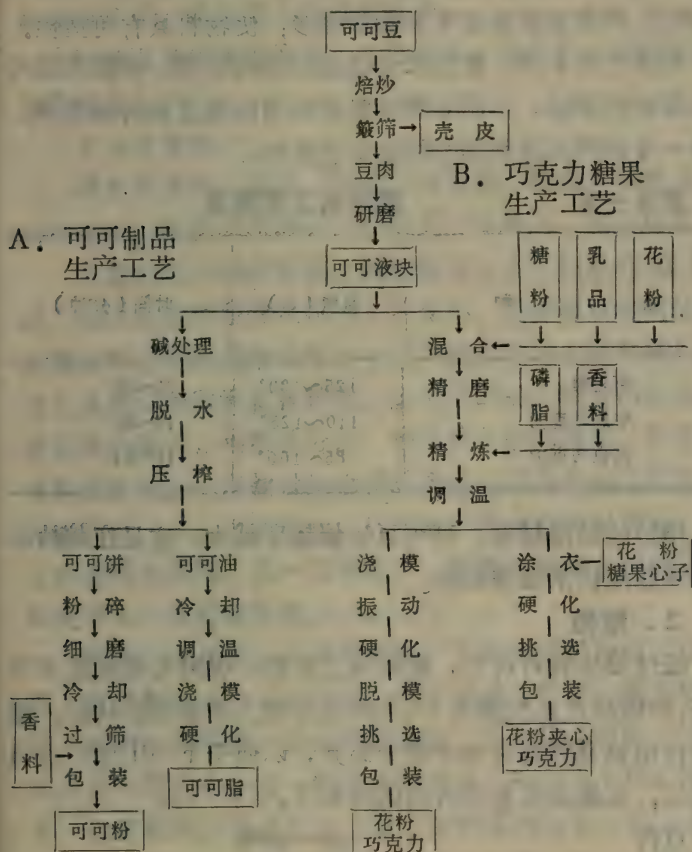 可可豆
焙炒
簸筛
壳皮
豆肉
研磨
可可液块
A．可可制品
生产工艺
碱处理
脱水
压榨
可可饼
粉碎
细磨
冷却
香料
过筛
包装
可可粉
可可油
冷却
调温
浇模
硬化
可可脂
B．巧克力糖果
生产工艺
糖粉
乳品
花粉
混合
精磨
磷脂
香料
精炼
调温
浇模
振动
硬化
脱模
挑选
包装
花粉
巧克力
涂衣
花粉
糖果心子
硬化
挑选
包装
花粉夹心
巧克力